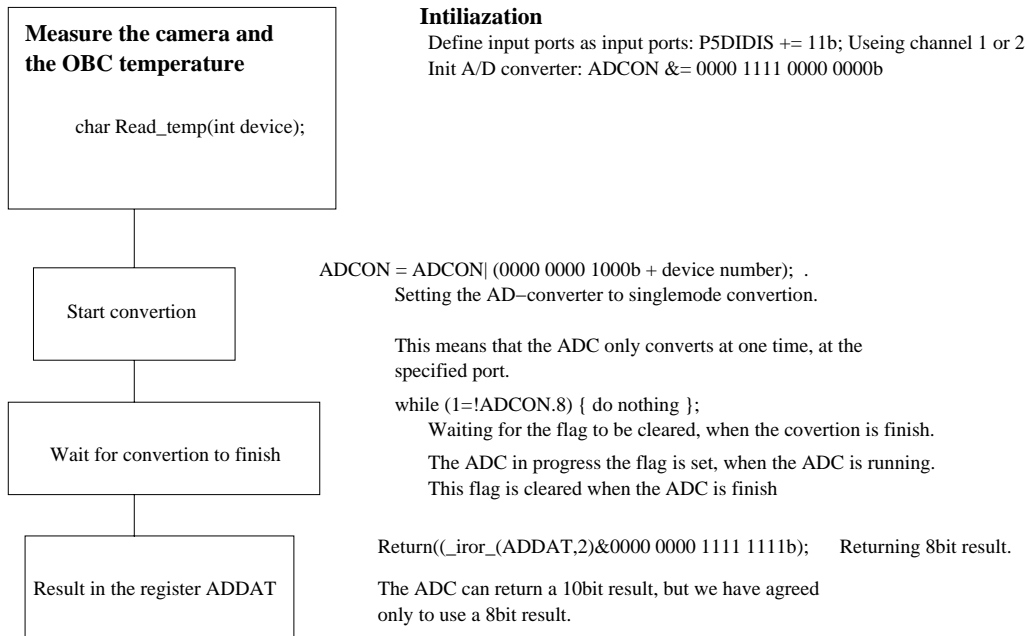 Measure the camera and
the OBC temperature
char Read_temp(int device);
Intiliazation
Define input ports as input ports: P5DIDIS += 11b; Useing channel 1 or 2
Init A/D converter: ADCON &= 0000 1111 0000 0000b
Start convertion
ADCON = ADCON| (0000 0000 1000b + device number);  .
Setting the AD−converter to singlemode convertion.
This means that the ADC only converts at one time, at the
specified port.
Wait for convertion to finish
while (1=!ADCON.8) { do nothing };
Waiting for the flag to be cleared, when the covertion is finish.
The ADC in progress the flag is set, when the ADC is running.
This flag is cleared when the ADC is finish
Result in the register ADDAT
Return((_iror_(ADDAT,2)&0000 0000 1111 1111b);    Returning 8bit result.
The ADC can return a 10bit result, but we have agreed
only to use a 8bit result.